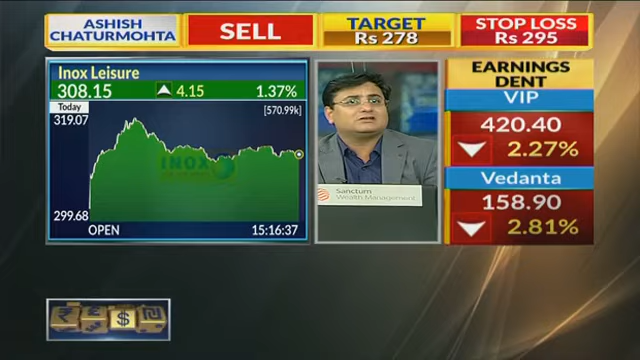 ASHISH
CHATURMOHTA
SELL
TARGET
Rs 278
STOP LOSS
Rs 295
Inox Leisure
308.15
4.15
1.37%
Today
[570.99k]
319.07
INOX
299.68
OPEN
15:16:37
Sanctum
Wealth Management
EARNINGS
DENT
VIP
420.40
2.27%
Vedanta
158.90
2.81%
$